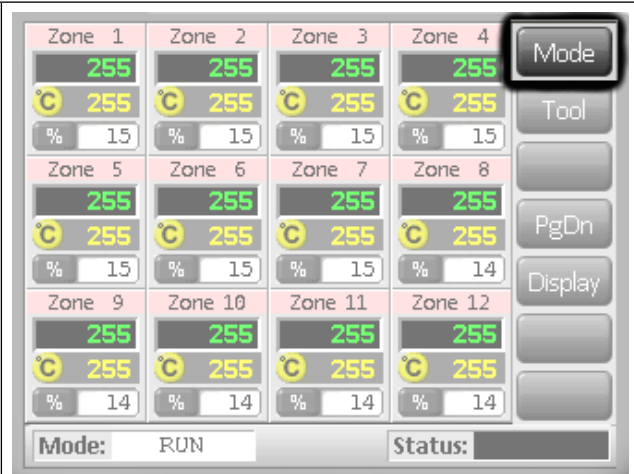 Zone 1 Zone 2 Zone 3 Zone 4 Mode
255 255 255 255
°C 255 °C 255 °C 255 °C 255 Tool
% 15 % 15 % 15 % 15
Zone 5 Zone 6 Zone 7 Zone 8
255 255 255 255 PgDn
°C 255 °C 255 °C 255 °C 255
% 15 % 15 % 15 % 14 Display
Zone 9 Zone 10 Zone 11 Zone 12
255 255 255 255
°C 255 °C 255 °C 255 °C 255
% 14 % 14 % 14 % 14
Mode: RUN Status: